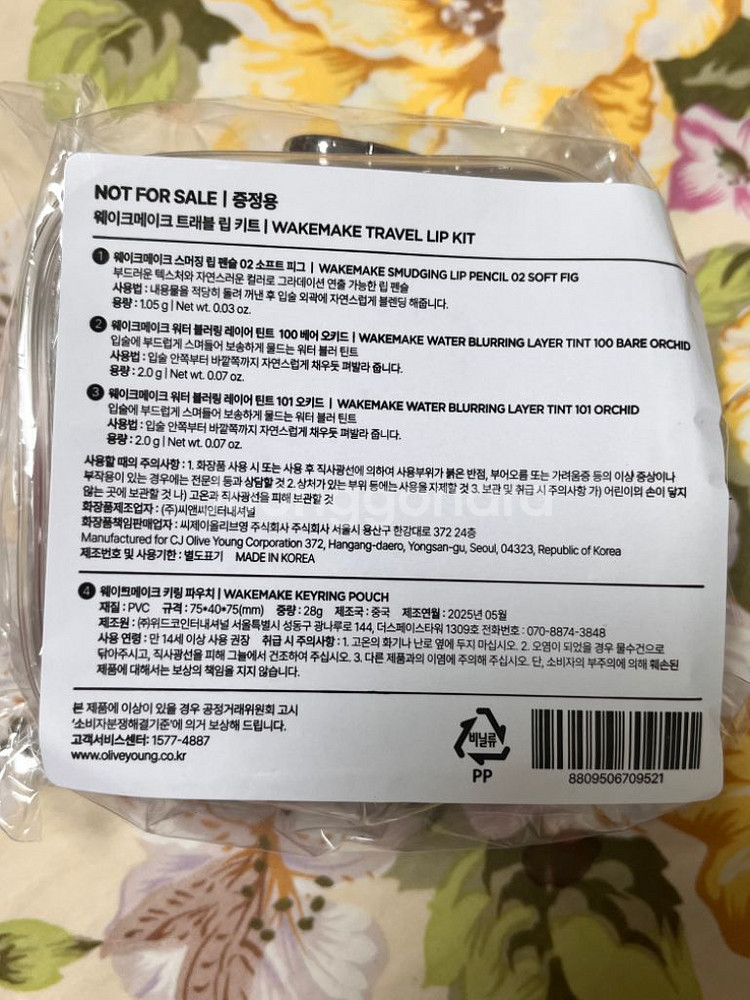 NOT FOR SALE | 증정용
웨이크메이크 트래블 립 키트 | WAKEMAKE TRAVEL LIP KIT
1 웨이크메이크 스머징 립 펜슬 02 소프트 피그 | WAKEMAKE SMUDGING LIP PENCIL 02 SOFT FIG
부드러운 텍스처와 자연스러운 컬러로 그라데이션 연출 가능한 립 펜슬
사용법 : 내용물을 적당히 돌려 꺼낸 후 입술 외곽에 자연스럽게 블렌딩 해줍니다.
용량 : 1.05 g | Net wt. 0.03 oz.
2 웨이크메이크 워터 블러링 레이어 틴트 100 베어 오키드 | WAKEMAKE WATER BLURRING LAYER TINT 100 BARE ORCHID
입술에 부드럽게 스며들어 보송하게 물드는 워터 블러 틴트
사용법 : 입술 안쪽부터 바깥쪽까지 자연스럽게 채우듯 펴발라 줍니다.
용량 : 2.0 g | Net wt. 0.07 oz.
3 웨이크메이크 워터 블러링 레이어 틴트 101 오키드 | WAKEMAKE WATER BLURRING LAYER TINT 101 ORCHID
입술에 부드럽게 스며들어 보송하게 물드는 워터 블러 틴트
사용법 : 입술 안쪽부터 바깥쪽까지 자연스럽게 채우듯 펴발라 줍니다.
용량 : 2.0 g | Net wt. 0.07 oz.
사용할 때의 주의사항 : 1. 화장품 사용 시 또는 사용 후 직사광선에 의하여 사용부위가 붉은 반점, 부어오름 또는 가려움증 등의 이상 증상이나
부작용이 있는 경우에는 전문의 등과 상담할 것 2. 상처가 있는 부위 등에는 사용을 자제할 것 3. 보관 및 취급 시 주의사항 가) 어린이의 손이 닿지
않는 곳에 보관할 것 나) 고온과 직사광선을 피해 보관할 것
화장품제조업자 : (주)씨앤씨인터내셔널
화장품책임판매업자 : 씨제이올리브영 주식회사 주식회사 서울시 용산구 한강대로 372 24층
Manufactured for CJ Olive Young Corporation 372, Hangang-daero, Yongsan-gu, Seoul, 04323, Republic of Korea
제조번호 및 사용기한 : 별도표기 MADE IN KOREA
4 웨이크메이크 키링 파우치 | WAKEMAKE KEYRING POUCH
재질 : PVC 규격 : 75*40*75(mm) 중량 : 28g 제조국 : 중국 제조연월 : 2025년 05월
제조원 : (주)위드코인터내셔널 서울특별시 성동구 광나루로 144, 더스페이스타워 1309호 전화번호 : 070-8874-3848
사용 연령 : 만 14세 이상 사용 권장 취급 시 주의사항 : 1. 고온의 화기나 난로 옆에 두지 마십시오. 2. 오염이 되었을 경우 물수건으로
닦아주시고, 직사광선을 피해 그늘에서 건조하여 주십시오. 3. 다른 제품과의 이염에 주의해 주십시오. 단, 소비자의 부주의에 의해 훼손된
제품에 대해서는 보상의 책임을 지지 않습니다.
본 제품에 이상이 있을 경우 공정거래위원회 고시
'소비자분쟁해결기준'에 의거 보상해 드립니다.
고객서비스센터: 1577-4887
www.oliveyoung.co.kr
비닐류
PP
8809506709521